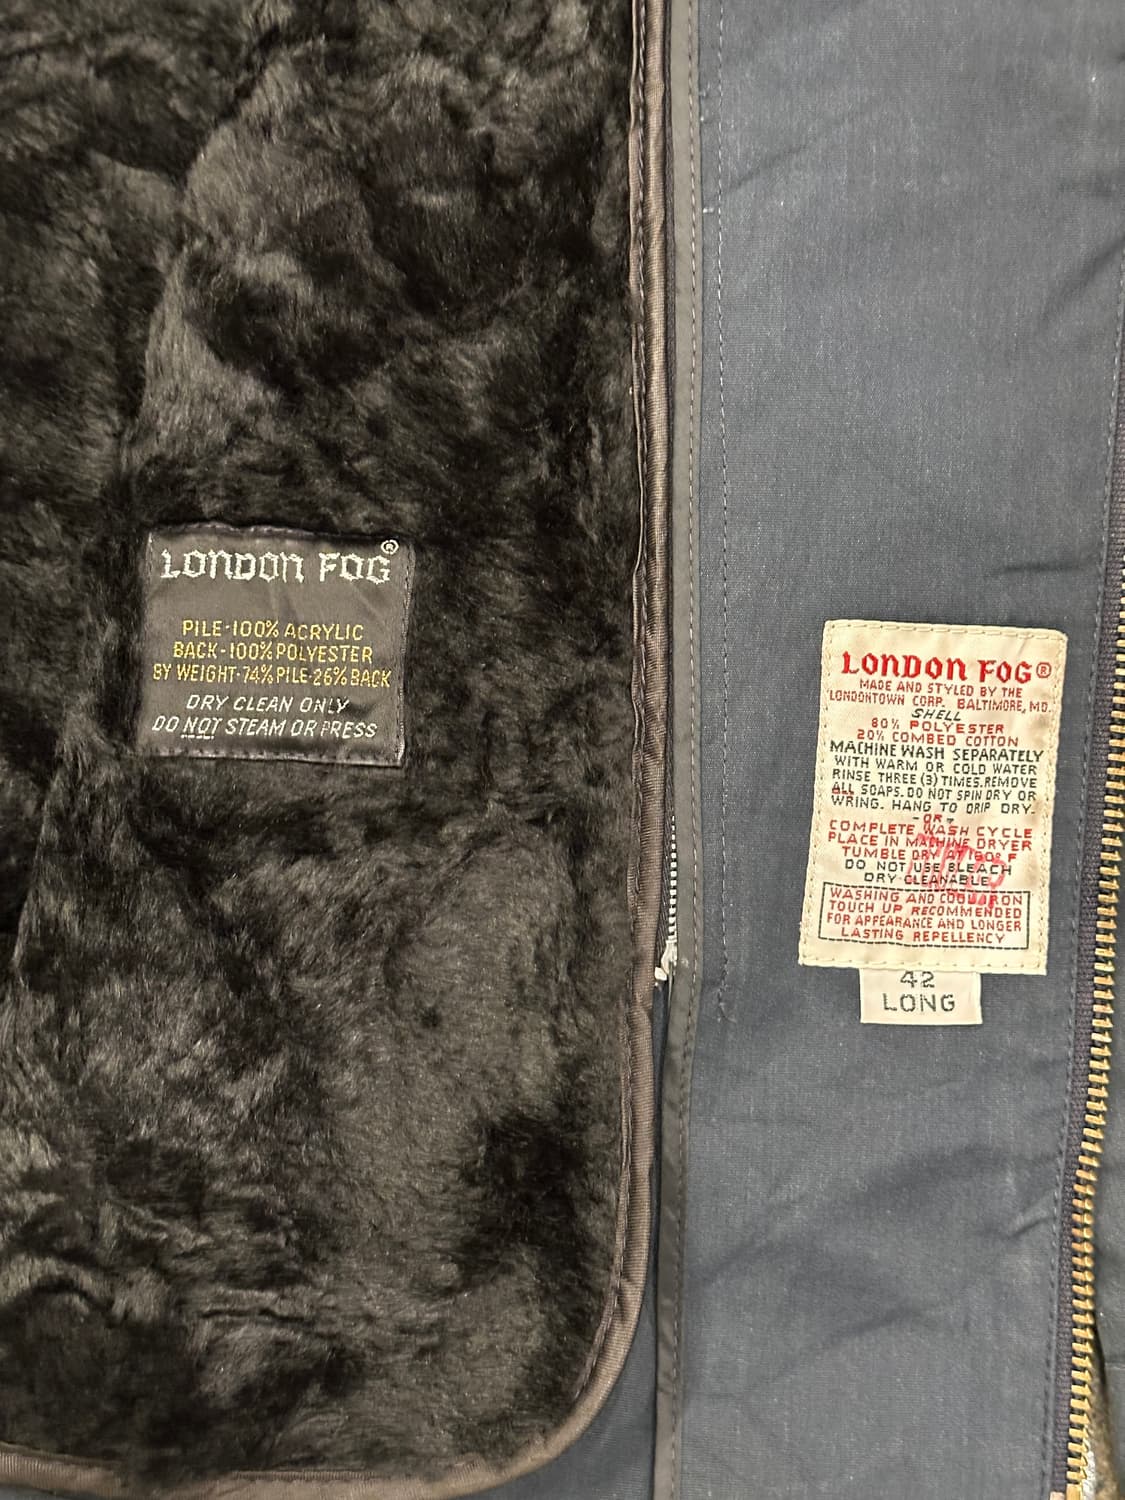 LONDON FOG®
PILE-100% ACRYLIC
BACK-100% POLYESTER
BY WEIGHT-74% PILE-26% BACK
DRY CLEAN ONLY
DO NOT STEAM OR PRESS
LONDON FOG®
MADE AND STYLED BY THE
LONDONTOWN CORP. BALTIMORE, MD.
SHELL
80% POLYESTER
20% COMBED COTTON
MACHINE WASH SEPARATELY
WITH WARM OR COLD WATER
RINSE THREE (3) TIMES. REMOVE
ALL SOAPS. DO NOT SPIN DRY OR
WRING. HANG TO DRIP DRY-
-OR-
COMPLETE WASH CYCLE
PLACE IN MACHINE DRYER
TUMBLE DRY AT 160° F
DO NOT USE BLEACH
DRY CLEANABLE
WASHING AND COOL IRON
TOUCH UP RECOMMENDED
FOR APPEARANCE AND LONGER
LASTING REPELLENCY
42
LONG